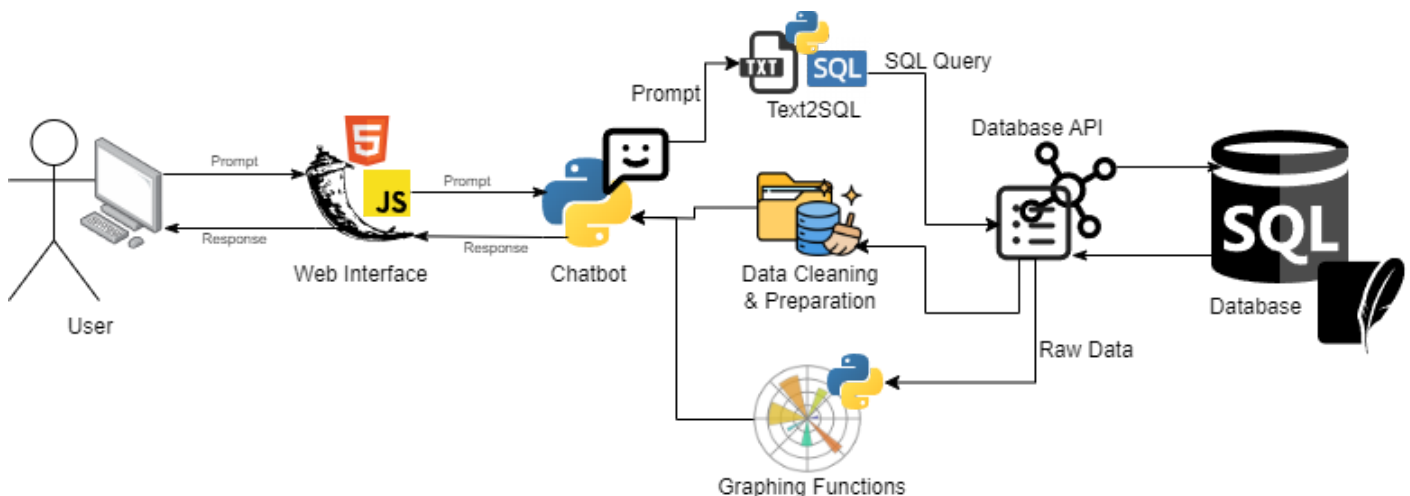 TXT
SQL
SQL Query
Prompt
Text2SQL
Database API
5
Prompt
JS
Prompt
SQL
Response
Response
Web Interface
Chatbot
Data Cleaning
& Preparation
Database
User
Raw Data
Graphing Functions